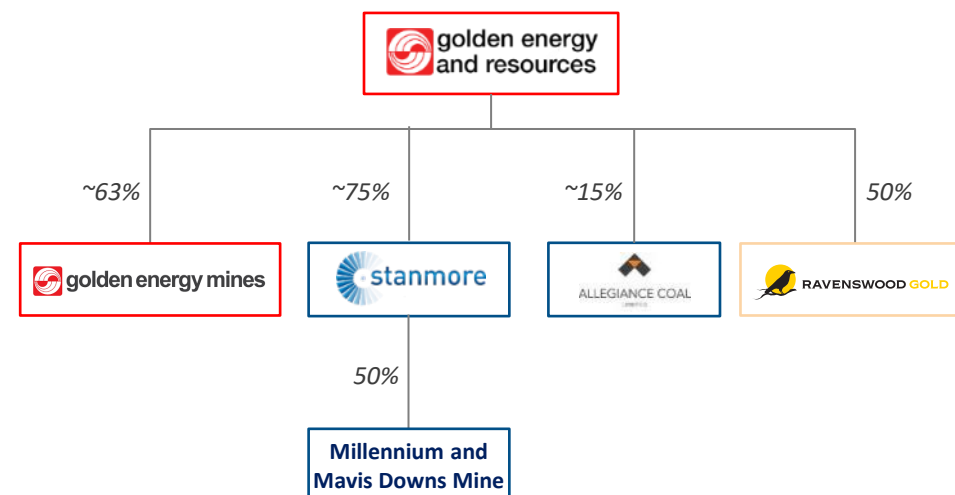 golden energy
and resources
~63%
~75%
~15%
50%
golden energy mines
stanmore
ALLEGIANCE COAL
RAVENSWOOD GOLD
50%
Millennium and
Mavis Downs Mine